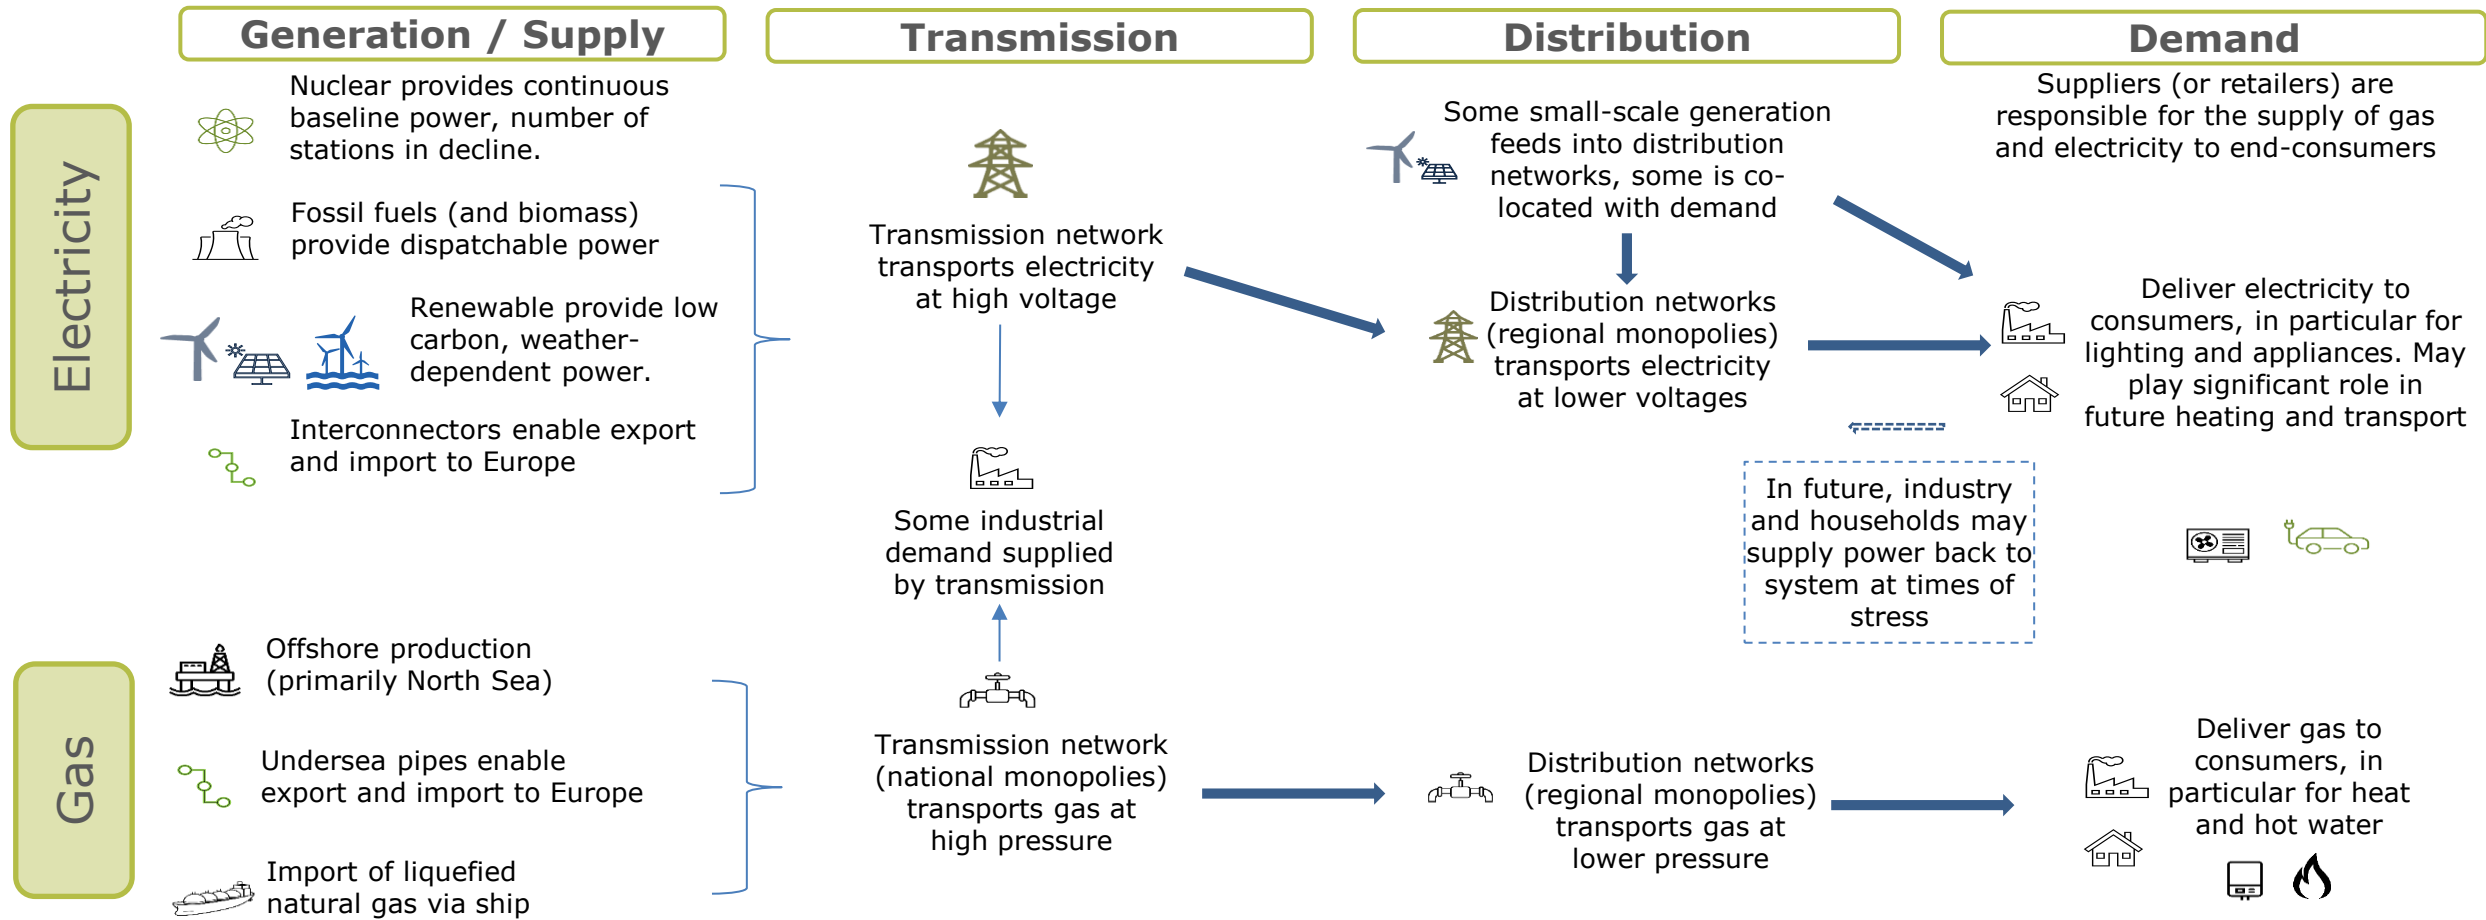 Generation / Supply
Transmission
Distribution
Demand
Electricity
Nuclear provides continuous
baseline power, number of
stations in decline.
Fossil fuels (and biomass)
provide dispatchable power
Renewable provide low
carbon, weather-
dependent power.
Interconnectors enable export
and import to Europe
Transmission network
transports electricity
at high voltage
Some industrial
demand supplied
by transmission
Some small-scale generation
feeds into distribution
networks, some is co-
located with demand
Distribution networks
(regional monopolies)
transports electricity
at lower voltages
Suppliers (or retailers) are
responsible for the supply of gas
and electricity to end-consumers
Deliver electricity to
consumers, in particular for
lighting and appliances. May
play significant role in
future heating and transport
In future, industry
and households may
supply power back to
system at times of
stress
Gas
Offshore production
(primarily North Sea)
Undersea pipes enable
export and import to Europe
Import of liquefied
natural gas via ship
Transmission network
(national monopolies)
transports gas at
high pressure
Distribution networks
(regional monopolies)
transports gas at
lower pressure
Deliver gas to
consumers, in
particular for heat
and hot water